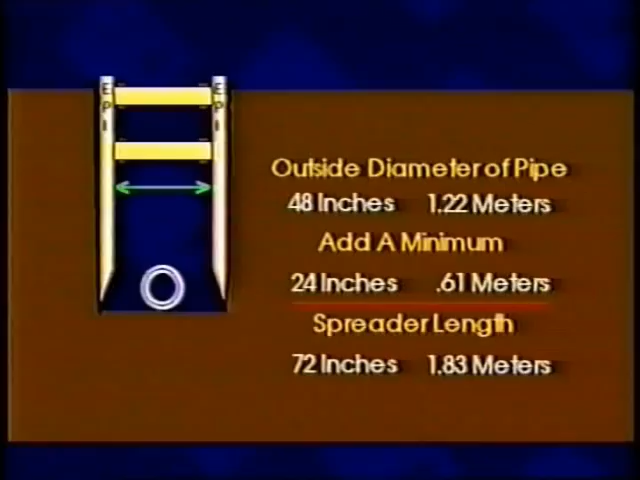 E E
P P
I I
Outside Diameter of Pipe
48 Inches 1.22 Meters
Add A Minimum
24 Inches .61 Meters
Spreader Length
72 Inches 1.83 Meters